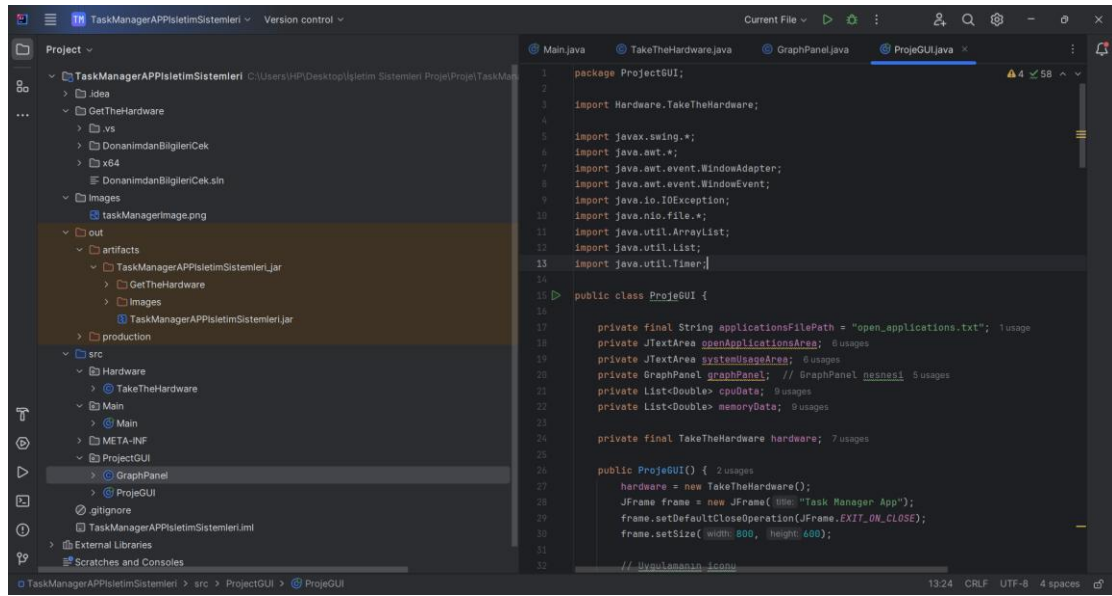 TM TaskManagerAPPIsletimSistemleri Version control Current File
Project
TaskManagerAPPIsletimSistemleri C:\Users\HP\Desktop\İşletim Sistemleri Proje\Proje\TaskMan
.idea
GetTheHardware
.vs
DonanimdanBilgileriCek
x64
DonanimdanBilgileriCek.sln
Images
taskManagerImage.png
out
artifacts
TaskManagerAPPIsletimSistemleri_jar
GetTheHardware
Images
TaskManagerAPPIsletimSistemleri.jar
production
src
Hardware
TakeTheHardware
Main
Main
META-INF
ProjectGUI
GraphPanel
ProjeGUI
.gitignore
TaskManagerAPPIsletimSistemleri.iml
External Libraries
Scratches and Consoles
Main.java TakeTheHardware.java GraphPanel.java ProjeGUI.java
4 58
1 package ProjectGUI;
2
3 import Hardware.TakeTheHardware;
4
5 import javax.swing.*;
6 import java.awt.*;
7 import java.awt.event.WindowAdapter;
8 import java.awt.event.WindowEvent;
9 import java.io.IOException;
10 import java.nio.file.*;
11 import java.util.ArrayList;
12 import java.util.List;
13 import java.util.Timer;
14
15 public class ProjeGUI {
16
17 private final String applicationsFilePath = "open_applications.txt"; 1 usage
18 private JTextArea openApplicationsArea; 6 usages
19 private JTextArea systemUsageArea; 6 usages
20 private GraphPanel graphPanel; // GraphPanel nesnesi 5 usages
21 private List<Double> cpuData; 9 usages
22 private List<Double> memoryData; 9 usages
23
24 private final TakeTheHardware hardware; 7 usages
25
26 public ProjeGUI() { 2 usages
27 hardware = new TakeTheHardware();
28 JFrame frame = new JFrame( title: "Task Manager App");
29 frame.setDefaultCloseOperation(JFrame.EXIT_ON_CLOSE);
30 frame.setSize( width: 800, height: 600);
31
32 // Uygulamanın iconu
TaskManagerAPPIsletimSistemleri > src > ProjectGUI > ProjeGUI 13:24 CRLF UTF-8 4 spaces